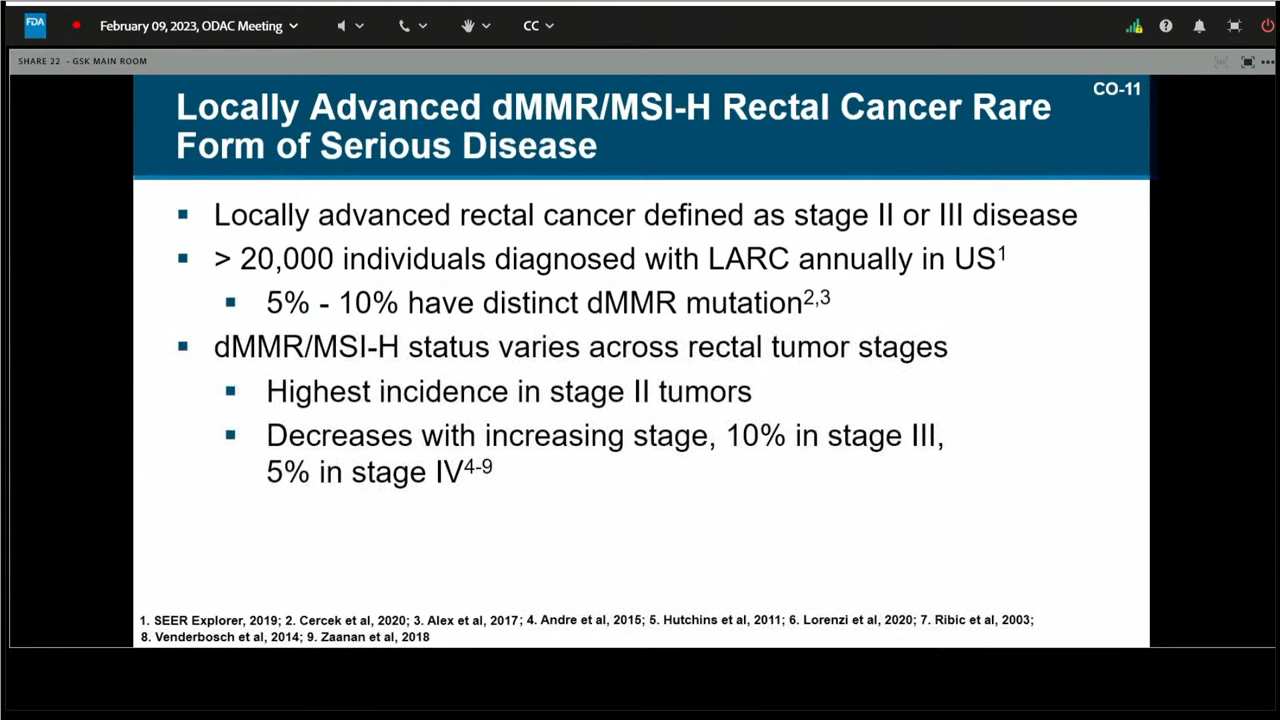 FDA
February 09, 2023, ODAC Meeting
CC
SHARE 22 - GSK MAIN ROOM
CO-11
Locally Advanced dMMR/MSI-H Rectal Cancer Rare
Form of Serious Disease
▪ Locally advanced rectal cancer defined as stage II or III disease
▪ > 20,000 individuals diagnosed with LARC annually in US¹
▪ 5% - 10% have distinct dMMR mutation²,³
▪ dMMR/MSI-H status varies across rectal tumor stages
▪ Highest incidence in stage II tumors
▪ Decreases with increasing stage, 10% in stage III,
5% in stage IV⁴⁻⁹
1. SEER Explorer, 2019; 2. Cercek et al, 2020; 3. Alex et al, 2017; 4. Andre et al, 2015; 5. Hutchins et al, 2011; 6. Lorenzi et al, 2020; 7. Ribic et al, 2003;
8. Venderbosch et al, 2014; 9. Zaanan et al, 2018